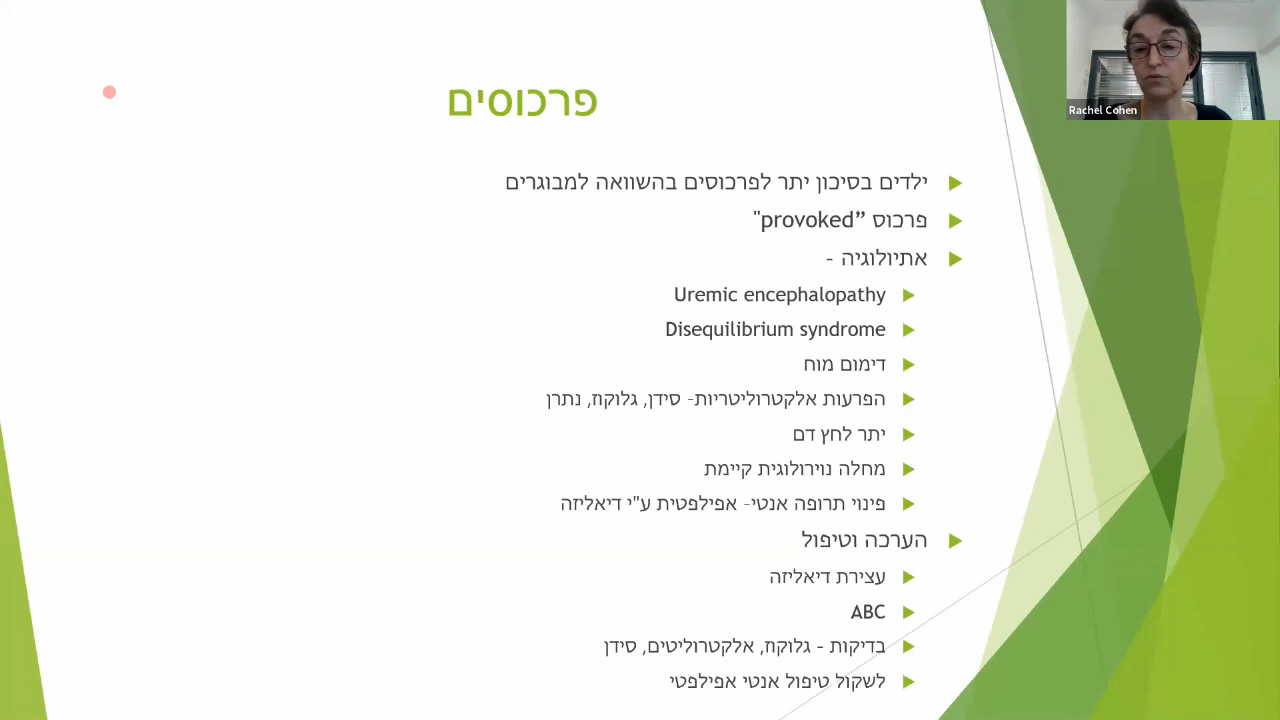 פרכוסים
Rachel Cohen
ילדים בסיכון יתר לפרכוסים בהשוואה למבוגרים
פרכוס ”provoked"
אתיולוגיה -
Uremic encephalopathy
Disequilibrium syndrome
דימום מוח
הפרעות אלקטרוליטריות- סידן, גלוקוז, נתרן
יתר לחץ דם
מחלה נוירולוגית קיימת
פינוי תרופה אנטי- אפילפטית ע"י דיאליזה
הערכה וטיפול
עצירת דיאליזה
ABC
בדיקות - גלוקוז, אלקטרוליטים, סידן
לשקול טיפול אנטי אפילפטי